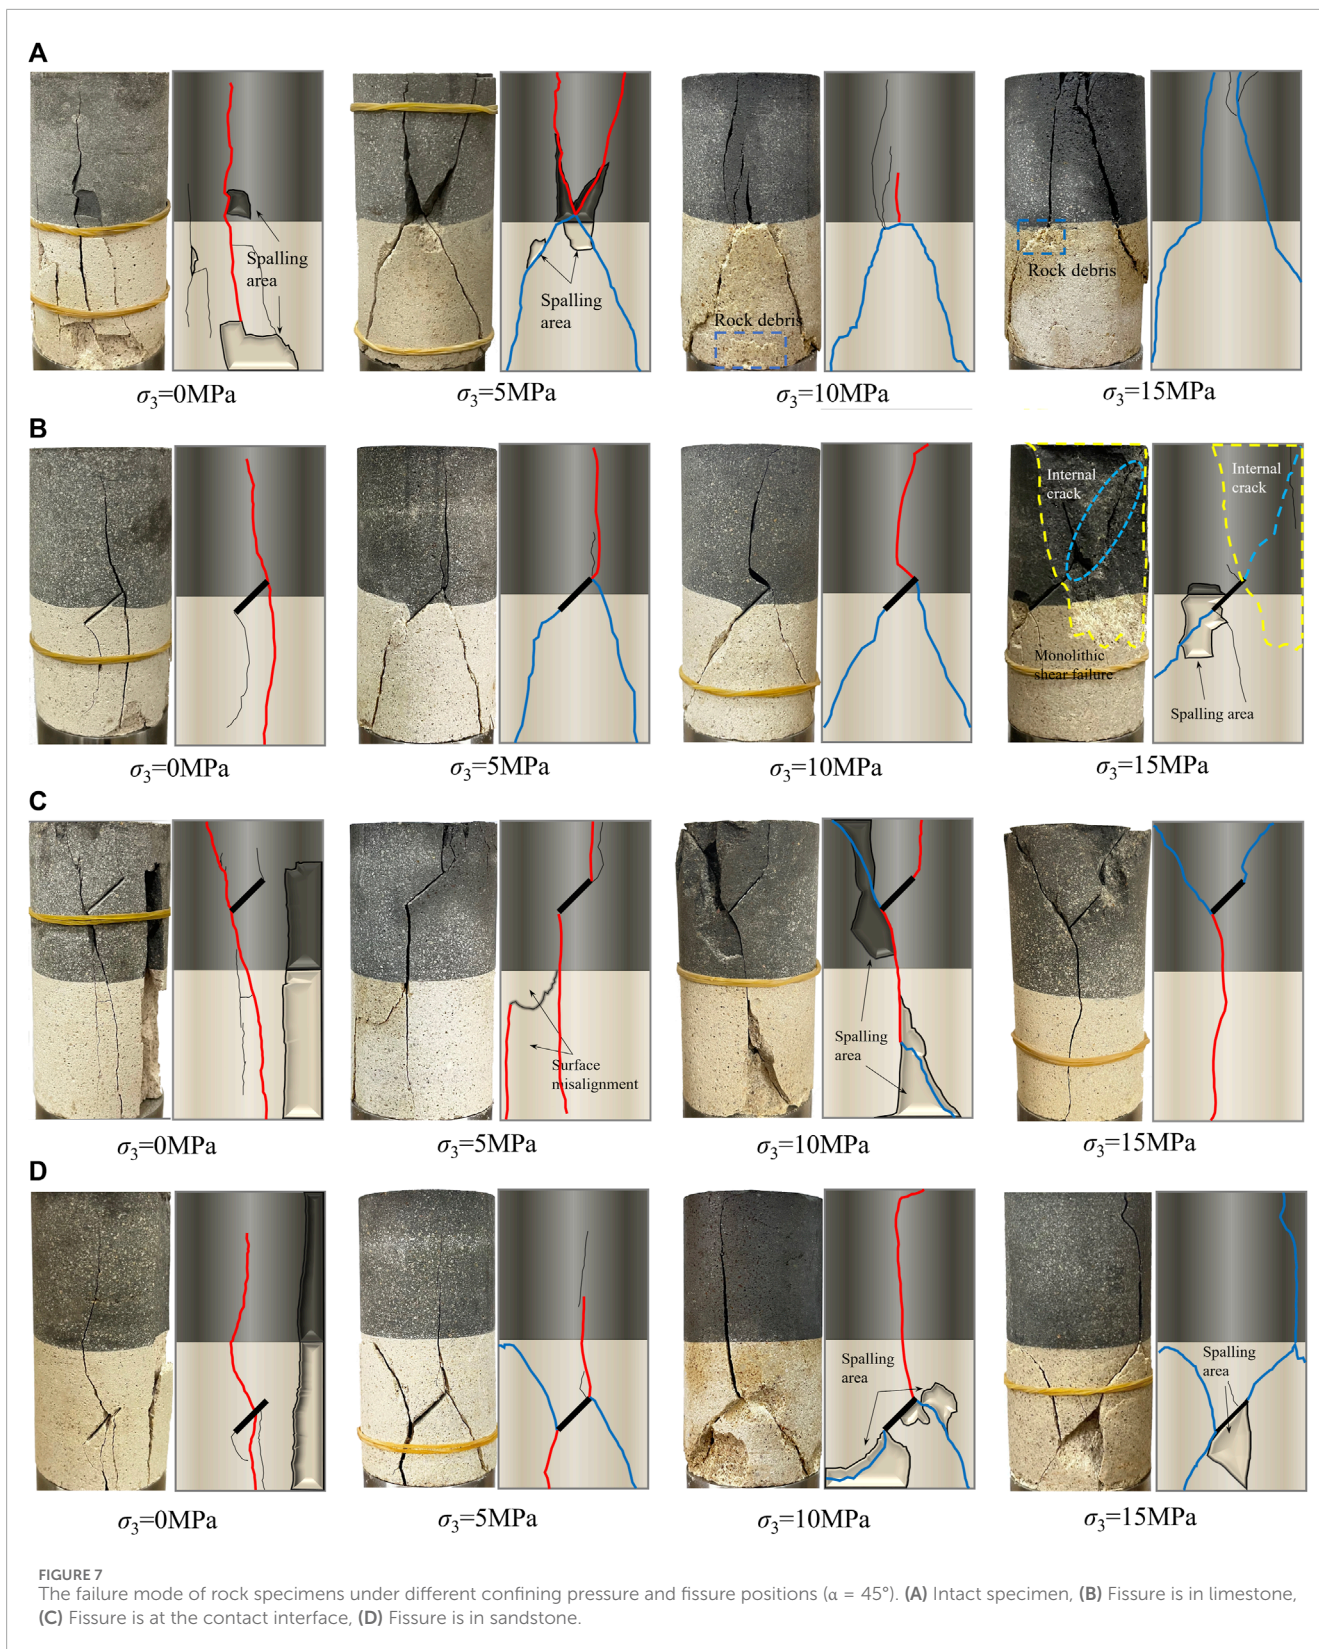 A
Spalling
area
Spalling
area
Rock debris
Rock debris
σ3=0MPa
σ3=5MPa
σ3=10MPa
σ3=15MPa
B
Internal
crack
Monolithic
shear failure
Internal
crack
Spalling area
σ3=0MPa
σ3=5MPa
σ3=10MPa
σ3=15MPa
C
Surface
misalignment
Spalling
area
σ3=0MPa
σ3=5MPa
σ3=10MPa
σ3=15MPa
D
Spalling
area
Spalling
area
σ3=0MPa
σ3=5MPa
σ3=10MPa
σ3=15MPa
FIGURE 7
The failure mode of rock specimens under different confining pressure and fissure positions (α = 45°). (A) Intact specimen, (B) Fissure is in limestone,
(C) Fissure is at the contact interface, (D) Fissure is in sandstone.